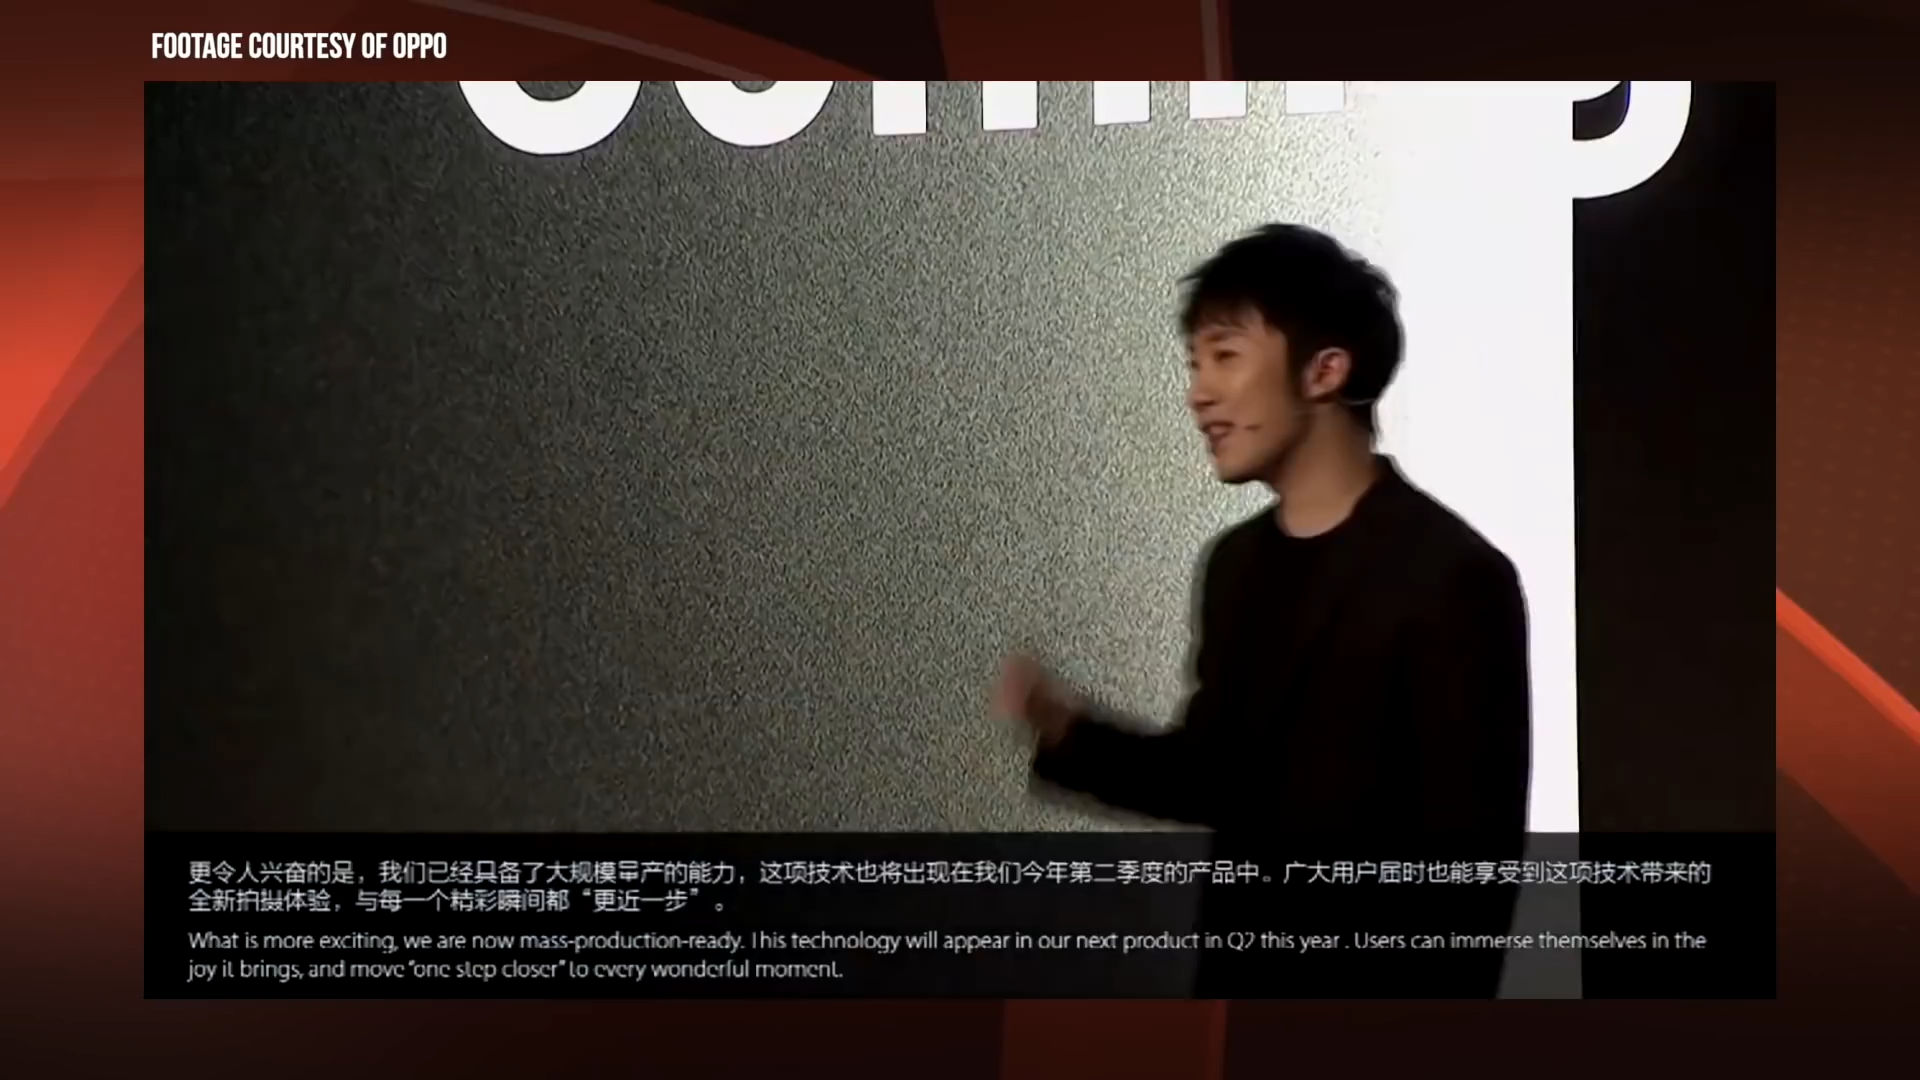 FOOTAGE COURTESY OF OPPO
更令人兴奋的是，我们已经具备了大规模量产的能力，这项技术也将出现在我们今年第二季度的产品中。广大用户届时也能享受到这项技术带来的
全新拍摄体验，与每一个精彩瞬间都“更近一步”。
What is more exciting, we are now mass-production-ready. This technology will appear in our next product in Q2 this year . Users can immerse themselves in the
joy it brings, and move “one step closer” to every wonderful moment.